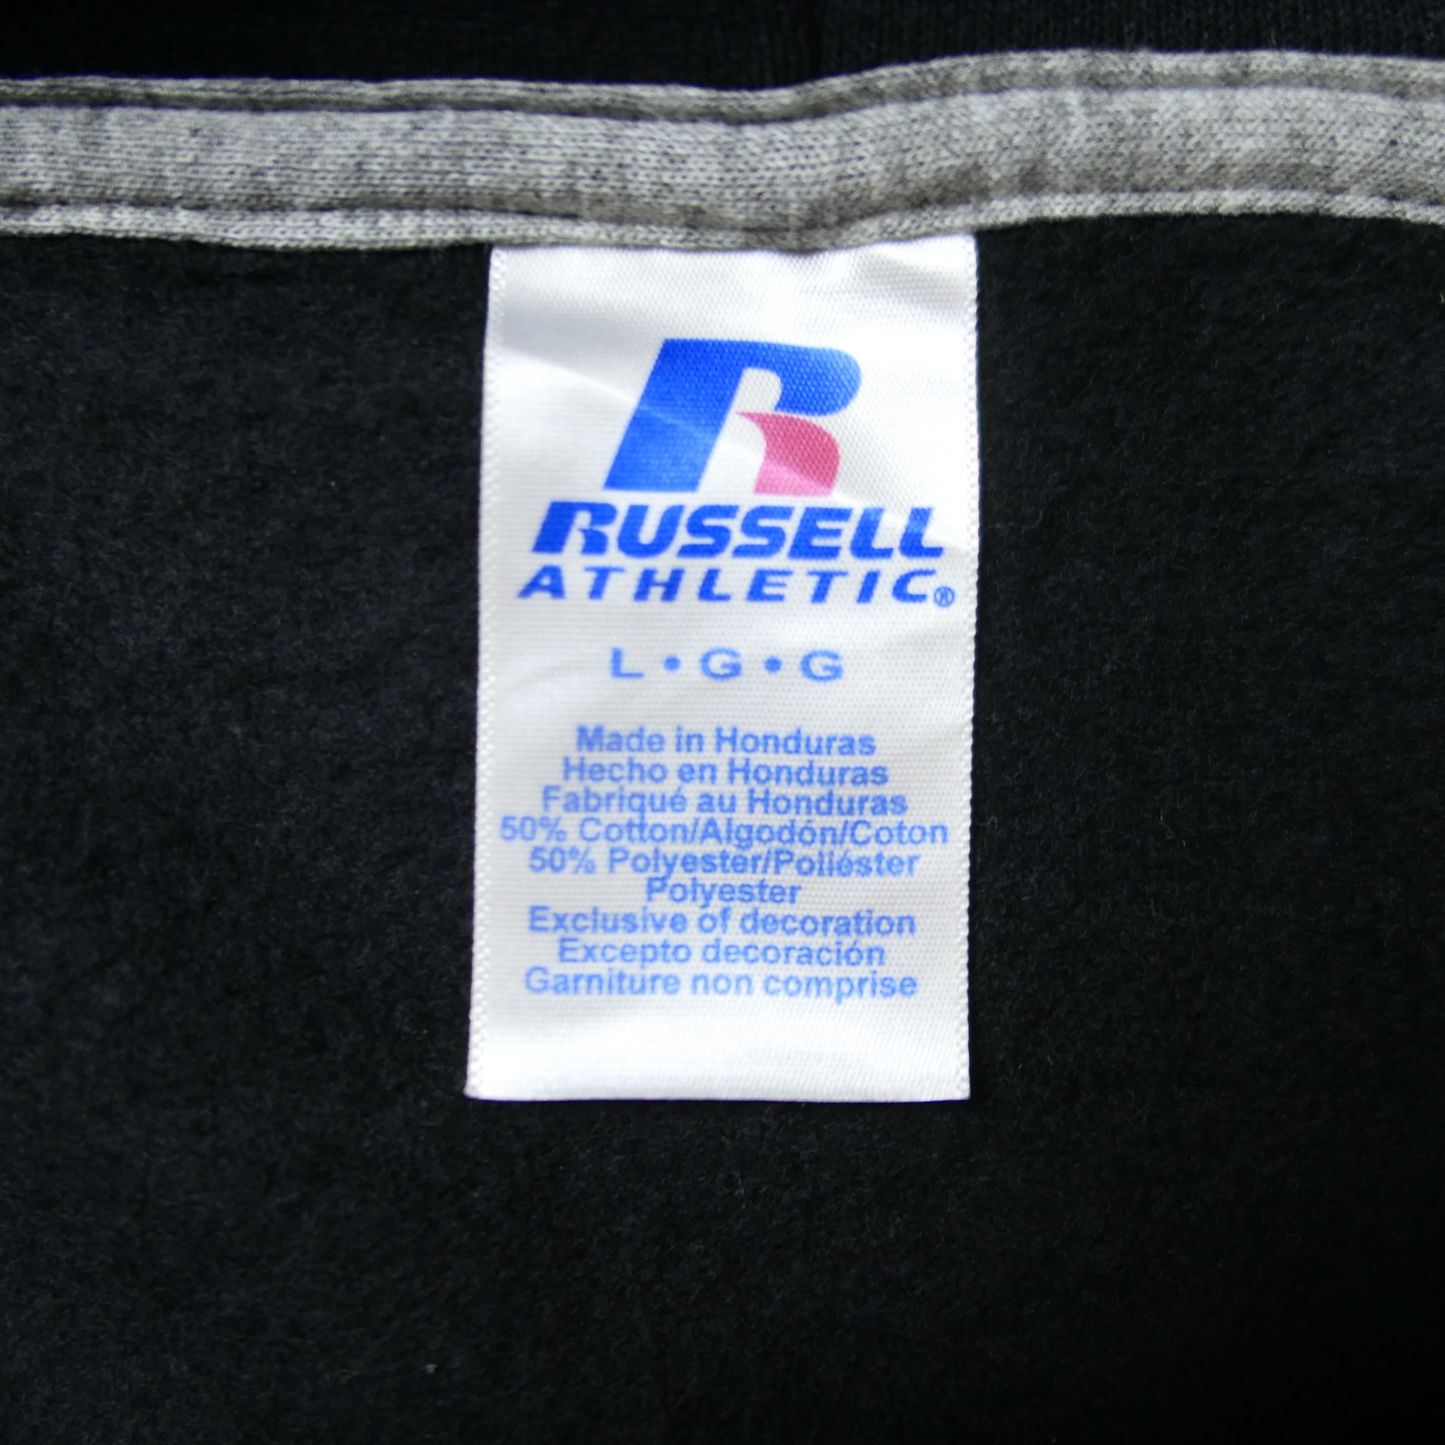 R
RUSSELL
ATHLETIC®
L • G • G
Made in Honduras
Hecho en Honduras
Fabriqué au Honduras
50% Cotton/Algodón/Coton
50% Polyester/Poliéster
Polyester
Exclusive of decoration
Excepto decoración
Garniture non comprise